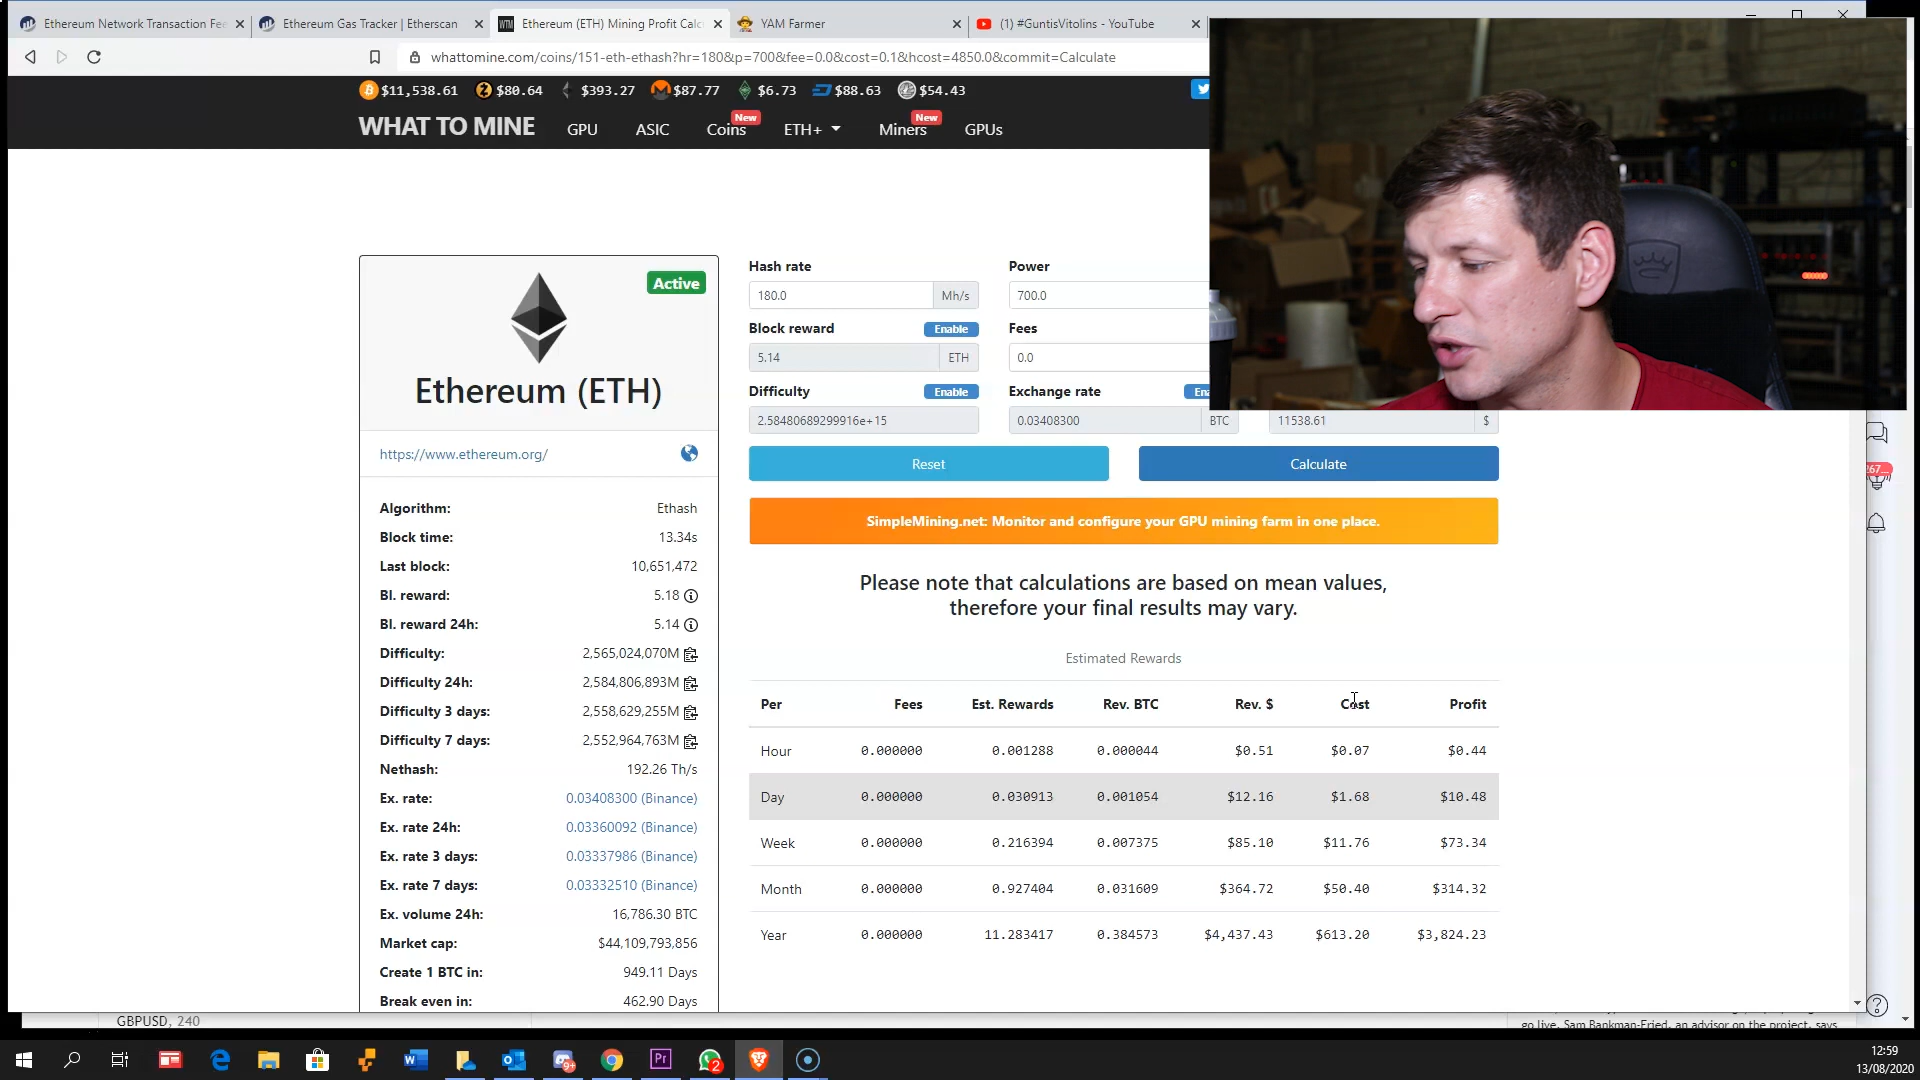 Ethereum Network Transaction Fe
Ethereum Gas Tracker | Etherscan
Ethereum (ETH) Mining Profit Calc
YAM Farmer
(1) #GuntisVitolins - YouTube
whattomine.com/coins/151-eth-ethash?hr=180&p=700&fee=0.0&cost=0.1&hcost=4850.0&commit=Calculate
$11,538.61 $80.64 $393.27 $87.77 $6.73 $88.63 $54.43
WHAT TO MINE GPU ASIC Coins New ETH+ Miners New GPUs
Active
Ethereum (ETH)
https://www.ethereum.org/
Algorithm: Ethash
Block time: 13.34s
Last block: 10,651,472
Bl. reward: 5.18
Bl. reward 24h: 5.14
Difficulty: 2,565,024,070M
Difficulty 24h: 2,584,806,893M
Difficulty 3 days: 2,558,629,255M
Difficulty 7 days: 2,552,964,763M
Nethash: 192.26 Th/s
Ex. rate: 0.03408300 (Binance)
Ex. rate 24h: 0.03360092 (Binance)
Ex. rate 3 days: 0.03337986 (Binance)
Ex. rate 7 days: 0.03332510 (Binance)
Ex. volume 24h: 16,786.30 BTC
Market cap: $44,109,793,856
Create 1 BTC in: 949.11 Days
Break even in: 462.90 Days
Hash rate Power
180.0 Mh/s 700.0
Block reward Enable Fees
5.14 ETH 0.0
Difficulty Enable Exchange rate
2.58480689299916e+15 0.03408300 BTC 11538.61 $
Reset Calculate
SimpleMining.net: Monitor and configure your GPU mining farm in one place.
Please note that calculations are based on mean values,
therefore your final results may vary.
Estimated Rewards
Per Fees Est. Rewards Rev. BTC Rev. $ Cost Profit
Hour 0.000000 0.001288 0.000044 $0.51 $0.07 $0.44
Day 0.000000 0.030913 0.001054 $12.16 $1.68 $10.48
Week 0.000000 0.216394 0.007375 $85.10 $11.76 $73.34
Month 0.000000 0.927404 0.031609 $364.72 $50.40 $314.32
Year 0.000000 11.283417 0.384573 $4,437.43 $613.20 $3,824.23
GBPUSD, 240
go live, Sam Bankman-Fried, an advisor on the project, says
12:59
13/08/2020